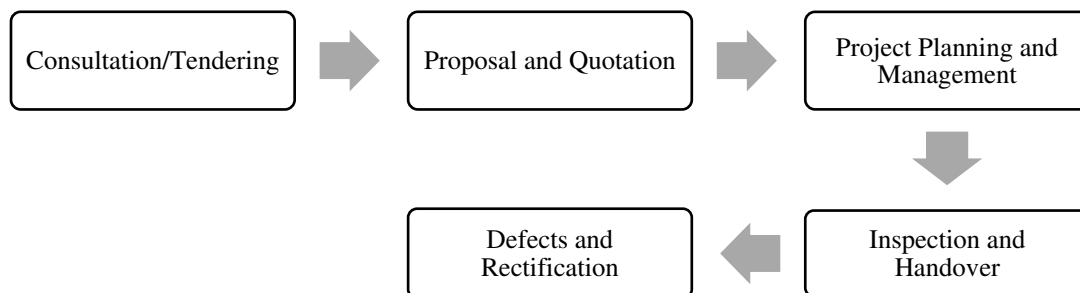 Consultation/Tendering
Proposal and Quotation
Project Planning and
Management
Inspection and
Handover
Defects and
Rectification